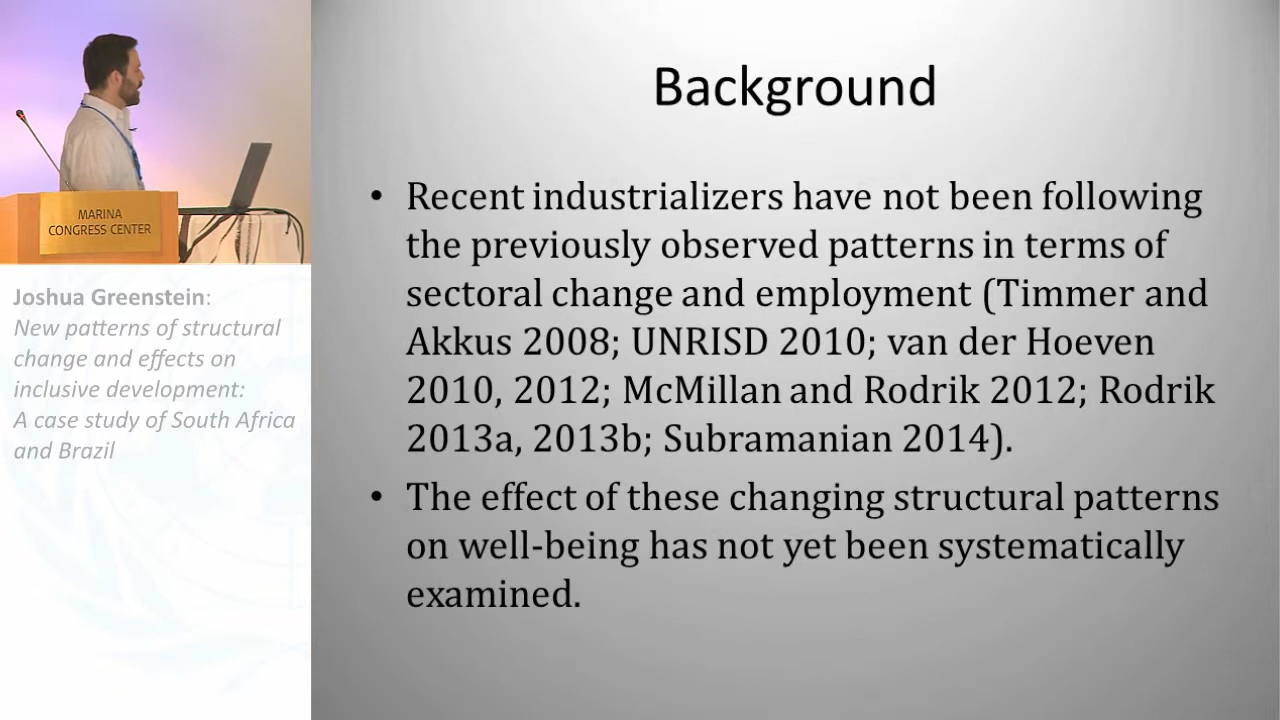 MARINA
CONGRESS CENTER
Joshua Greenstein:
New patterns of structural
change and effects on
inclusive development:
A case study of South Africa
and Brazil
Background
• Recent industrializers have not been following
the previously observed patterns in terms of
sectoral change and employment (Timmer and
Akkus 2008; UNRISD 2010; van der Hoeven
2010, 2012; McMillan and Rodrik 2012; Rodrik
2013a, 2013b; Subramanian 2014).
• The effect of these changing structural patterns
on well-being has not yet been systematically
examined.